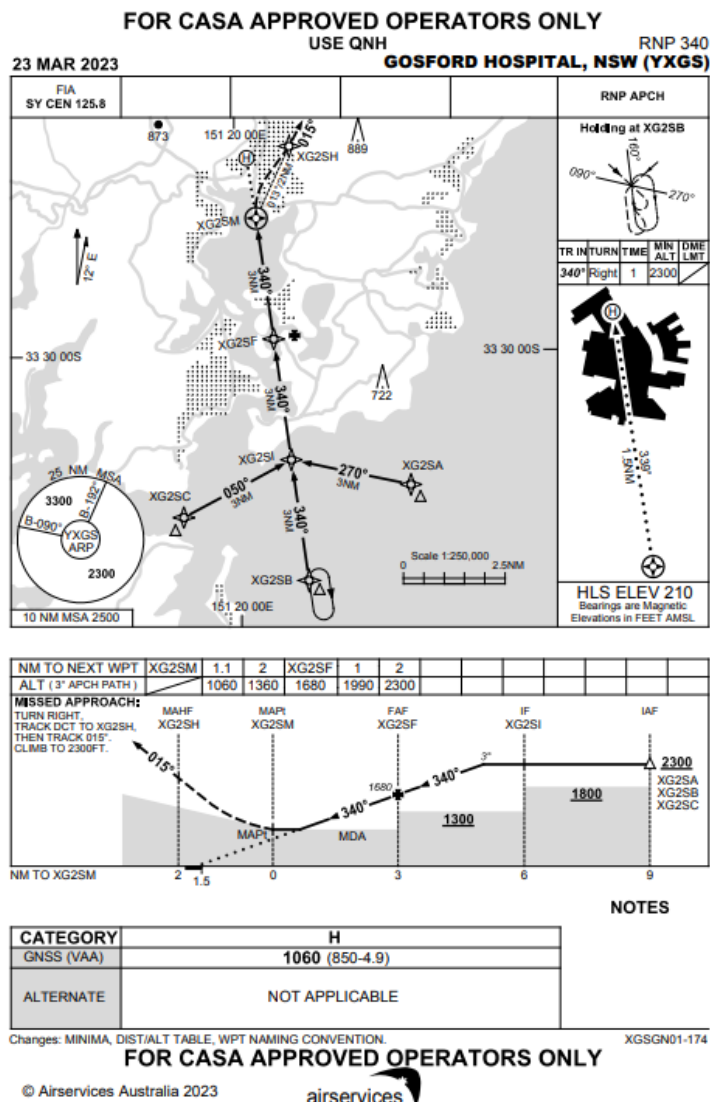 FOR CASA APPROVED OPERATORS ONLY
USE QNH
RNP 340
23 MAR 2023
GOSFORD HOSPITAL, NSW (YXGS)
FIA
SY CEN 125.8
RNP APCH
873
151 20 00E
015°
XG2SH
889
H
013°/2NM
XG2SM
12° E
340°
3NM
XG2SF
33 30 00S
33 30 00S
340°
3NM
722
XG2SI
270°
3NM
XG2SA
XG2SC
050°
3NM
340°
3NM
XG2SB
151 20 00E
25 NM MSA
3300
B-192°
B-090°
YXGS
ARP
2300
10 NM MSA 2500
Scale 1:250,000
0
2.5NM
Holding at XG2SB
160°
090°
270°
TR IN TURN TIME MIN ALT DME LMT
340° Right 1 2300
H
339°
1.5NM
HLS ELEV 210
Bearings are Magnetic
Elevations in FEET AMSL
NM TO NEXT WPT XG2SM 1.1 2 XG2SF 1 2
ALT (3° APCH PATH) 1060 1360 1680 1990 2300
MISSED APPROACH:
TURN RIGHT,
TRACK DCT TO XG2SH,
THEN TRACK 015°.
CLIMB TO 2300FT.
MAHF
XG2SH
MAPt
XG2SM
FAF
XG2SF
IF
XG2SI
IAF
015°
3°
2300
XG2SA
XG2SB
XG2SC
1680
340°
340°
1800
1300
MAPt
MDA
NM TO XG2SM
2
1.5
0
3
6
9
NOTES
CATEGORY H
GNSS (VAA) 1060 (850-4.9)
ALTERNATE NOT APPLICABLE
Changes: MINIMA, DIST/ALT TABLE, WPT NAMING CONVENTION.
XGSGN01-174
FOR CASA APPROVED OPERATORS ONLY
© Airservices Australia 2023
airservices